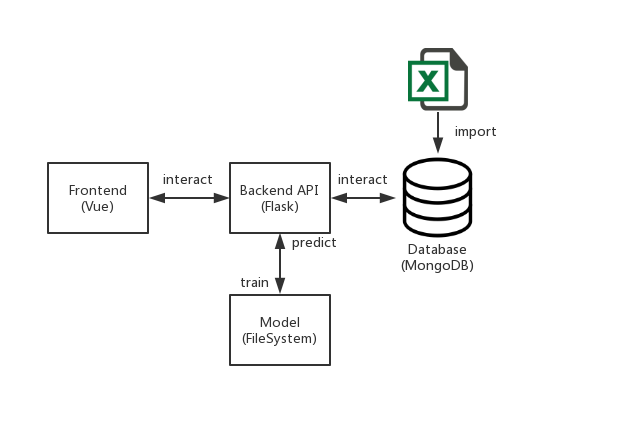 X
import
interact
interact
Frontend
(Vue)
Backend API
(Flask)
Database
(MongoDB)
predict
train
Model
(FileSystem)